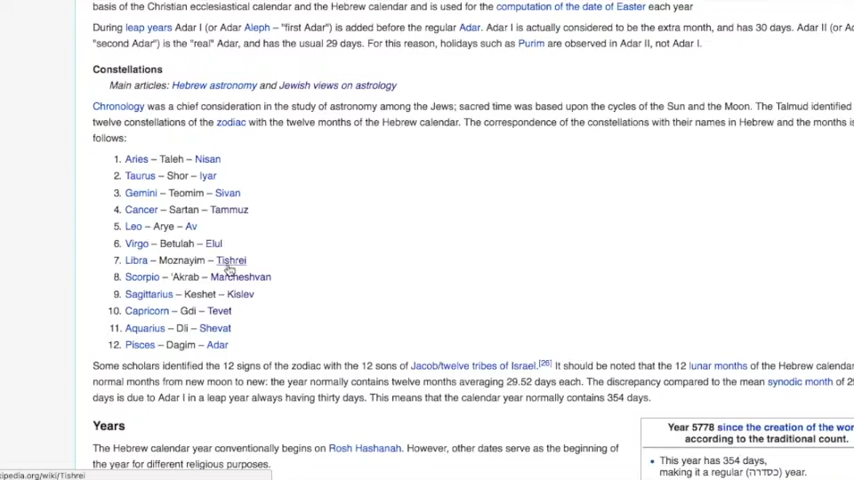 basis of the Christian ecclesiastical calendar and the Hebrew calendar and is used for the computation of the date of Easter each year
During leap years Adar I (or Adar Aleph – "first Adar") is added before the regular Adar. Adar I is actually considered to be the extra month, and has 30 days. Adar II (or A
"second Adar") is the "real" Adar, and has the usual 29 days. For this reason, holidays such as Purim are observed in Adar II, not Adar I.
Constellations
Main articles: Hebrew astronomy and Jewish views on astrology
Chronology was a chief consideration in the study of astronomy among the Jews; sacred time was based upon the cycles of the Sun and the Moon. The Talmud identified
twelve constellations of the zodiac with the twelve months of the Hebrew calendar. The correspondence of the constellations with their names in Hebrew and the months is
follows:
1. Aries – Taleh – Nisan
2. Taurus – Shor – Iyar
3. Gemini – Teomim – Sivan
4. Cancer – Sartan – Tammuz
5. Leo – Arye – Av
6. Virgo – Betulah – Elul
7. Libra – Moznayim – Tishrei
8. Scorpio – 'Akrab – Marcheshvan
9. Sagittarius – Keshet – Kislev
10. Capricorn – Gdi – Tevet
11. Aquarius – Dli – Shevat
12. Pisces – Dagim – Adar
Some scholars identified the 12 signs of the zodiac with the 12 sons of Jacob/twelve tribes of Israel.[26] It should be noted that the 12 lunar months of the Hebrew calenda
normal months from new moon to new: the year normally contains twelve months averaging 29.52 days each. The discrepancy compared to the mean synodic month of 2
days is due to Adar I in a leap year always having thirty days. This means that the calendar year normally contains 354 days.
Years
The Hebrew calendar year conventionally begins on Rosh Hashanah. However, other dates serve as the beginning of
the year for different religious purposes.
Year 5778 since the creation of the wor
according to the traditional count.
• This year has 354 days,
making it a regular (כסדרה) year.
ipedia.org/wiki/Tishrei